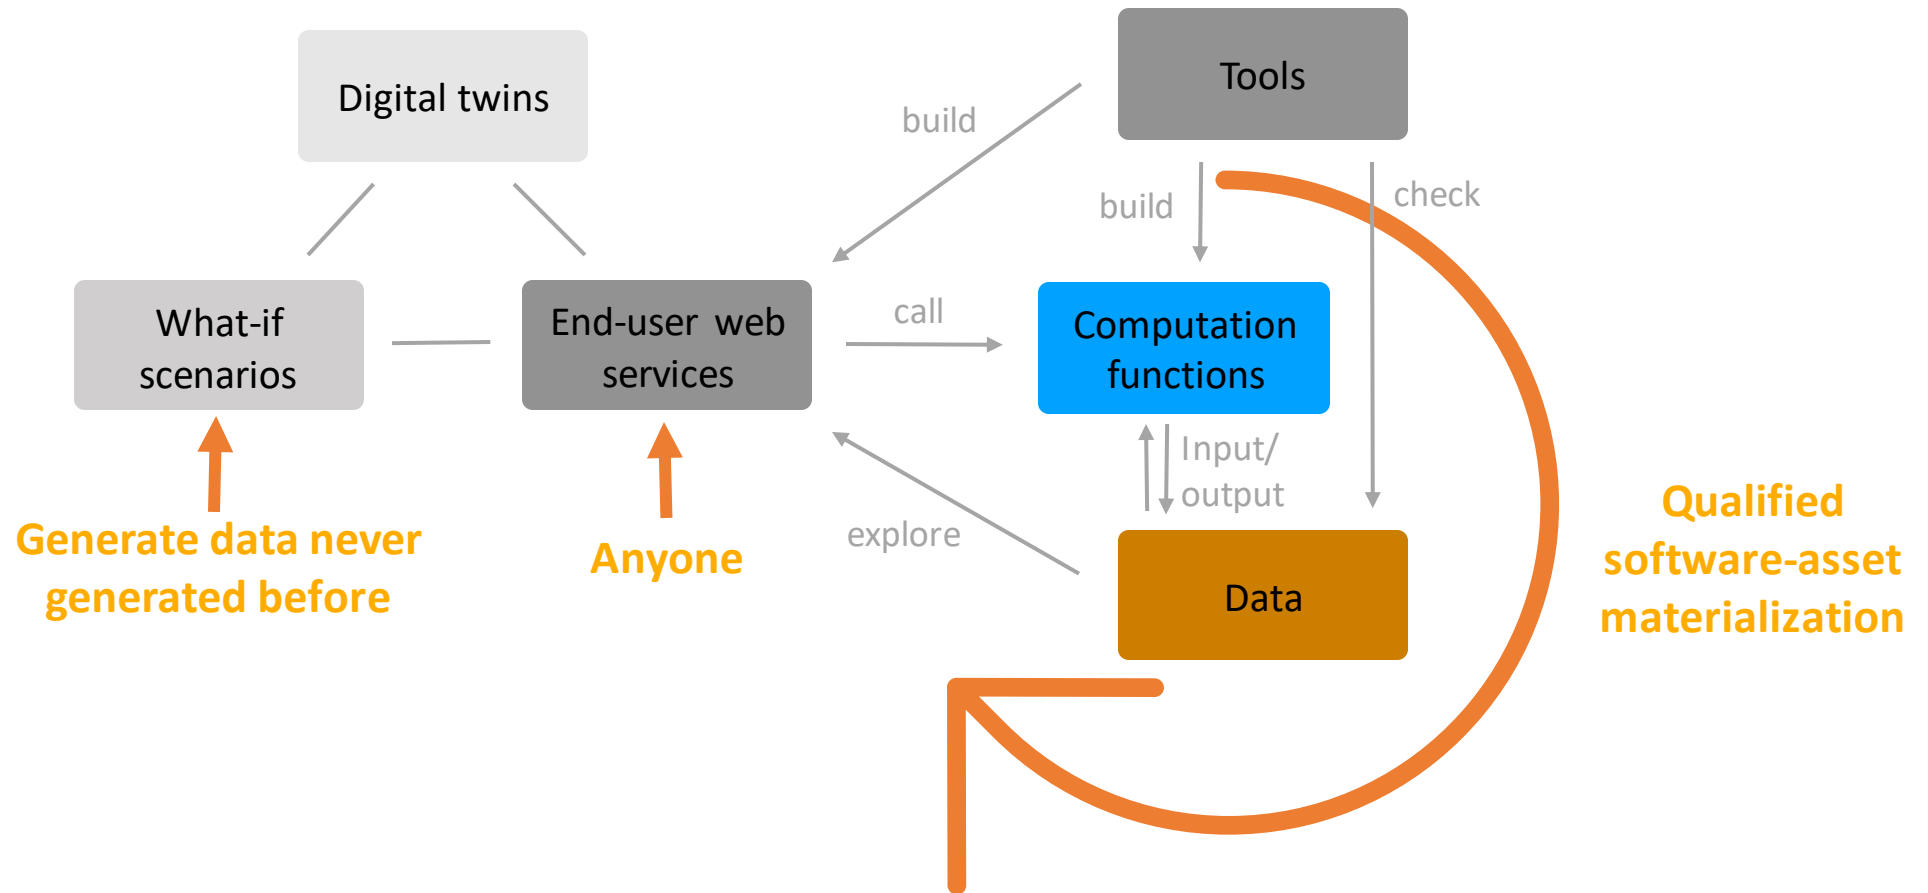 Digital twins
Tools
build
build
check
What-if
scenarios
End-user web
services
call
Computation
functions
Input/
output
explore
Generate data never
generated before
Anyone
Data
Qualified
software-asset
materialization